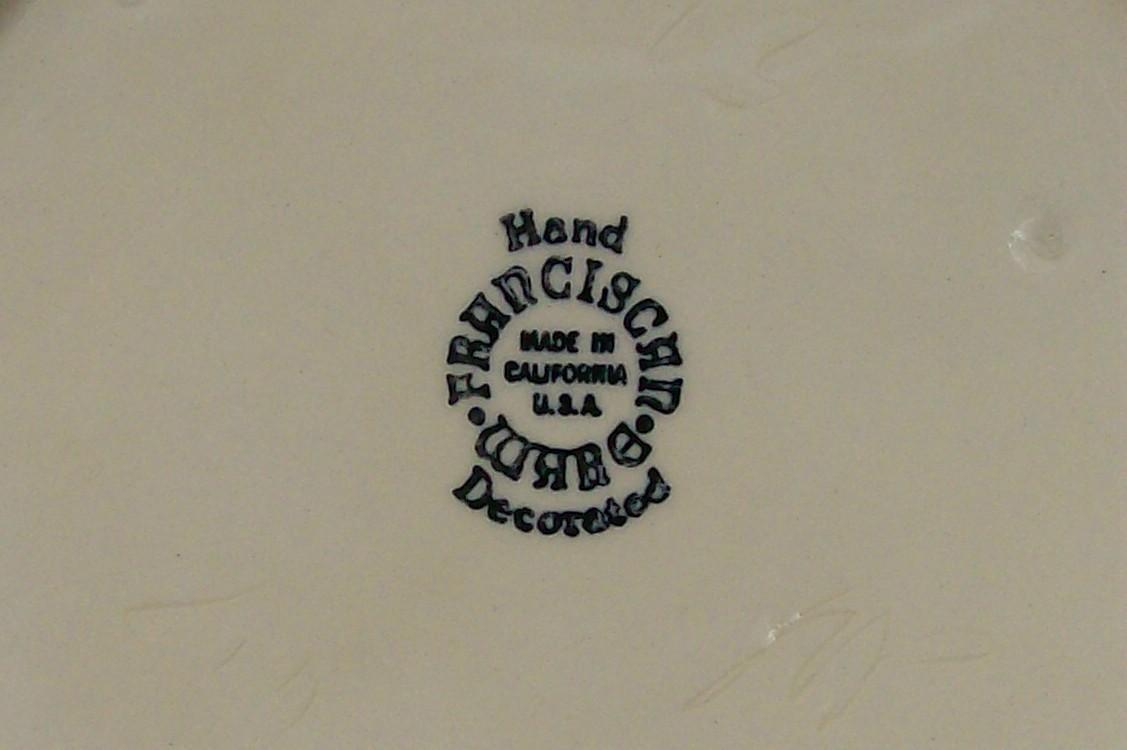 Hand
FRANCISCAN
MADE IN
CALIFORNIA
U.S.A.
WARE
Decorated